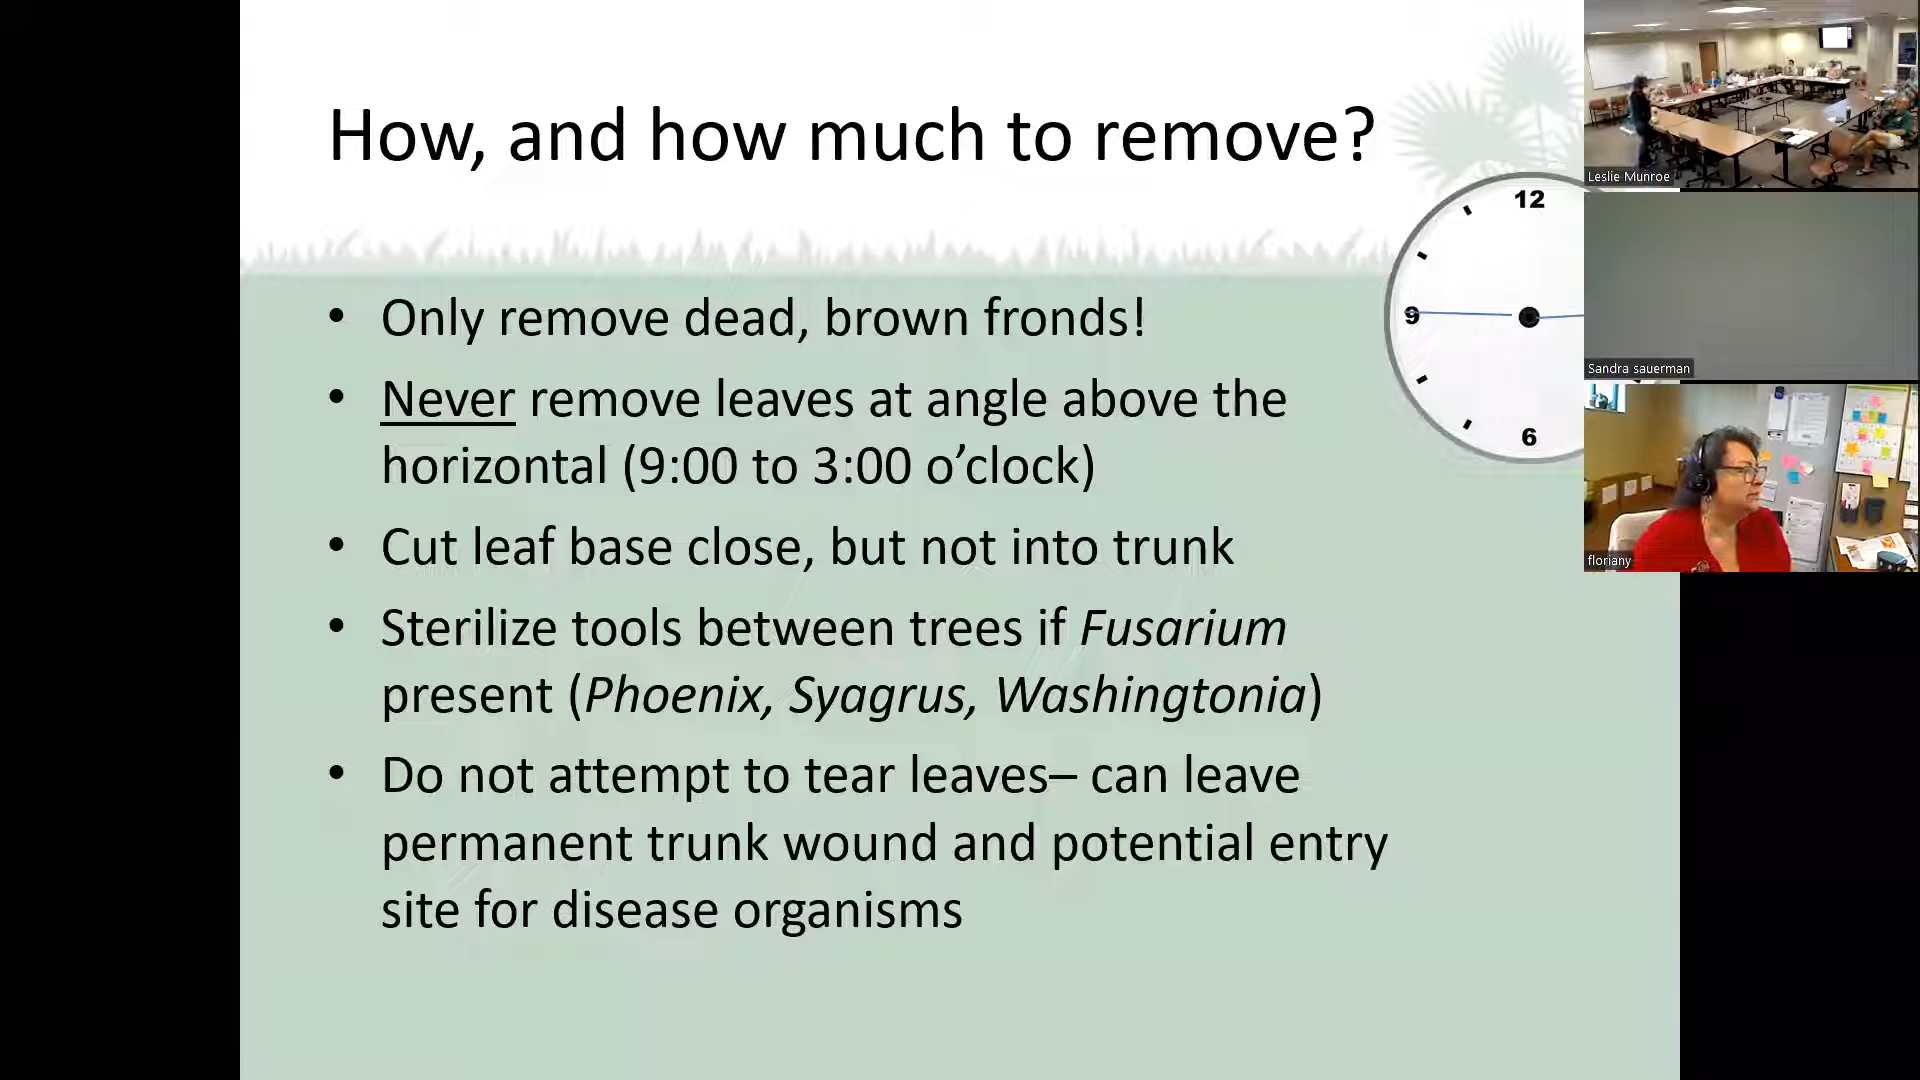 How, and how much to remove?
• Only remove dead, brown fronds!
• Never remove leaves at angle above the
horizontal (9:00 to 3:00 o’clock)
• Cut leaf base close, but not into trunk
• Sterilize tools between trees if Fusarium
present (Phoenix, Syagrus, Washingtonia)
• Do not attempt to tear leaves– can leave
permanent trunk wound and potential entry
site for disease organisms
12
9
6
Leslie Munroe
Sandra sauerman
floriany